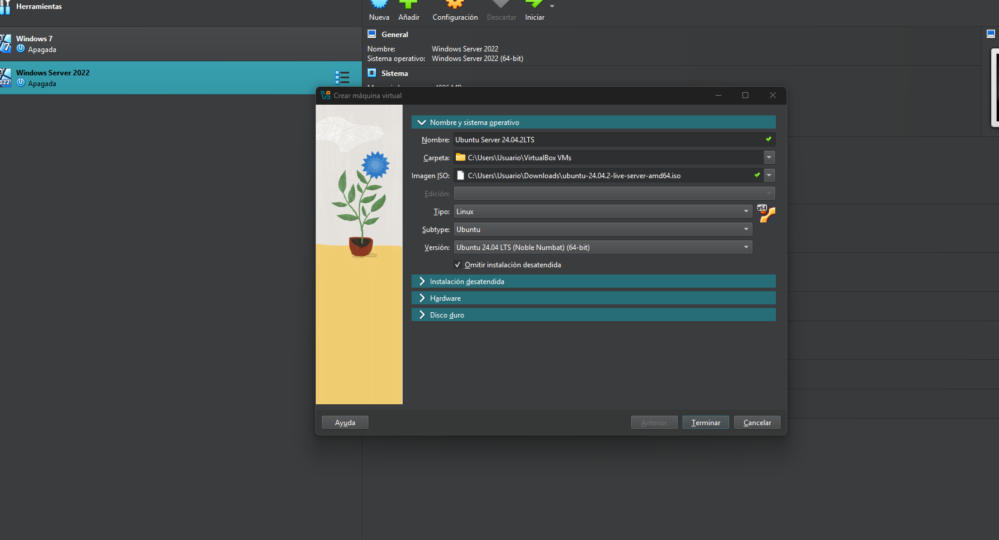 Herramientas
Nueva Añadir Configuración Descartar Iniciar
Windows 7
Apagada
Windows Server 2022
Apagada
General
Nombre: Windows Server 2022
Sistema operativo: Windows Server 2022 (64-bit)
Sistema
Crear máquina virtual
Nombre y sistema operativo
Nombre: Ubuntu Server 24.04.2LTS
Carpeta: C:\Users\Usuario\VirtualBox VMs
Imagen ISO: C:\Users\Usuario\Downloads\ubuntu-24.04.2-live-server-amd64.iso
Edición:
Tipo: Linux
x64
Subtype: Ubuntu
Versión: Ubuntu 24.04 LTS (Noble Numbat) (64-bit)
Omitir instalación desatendida
Instalación desatendida
Hardware
Disco duro
Ayuda Anterior Terminar Cancelar